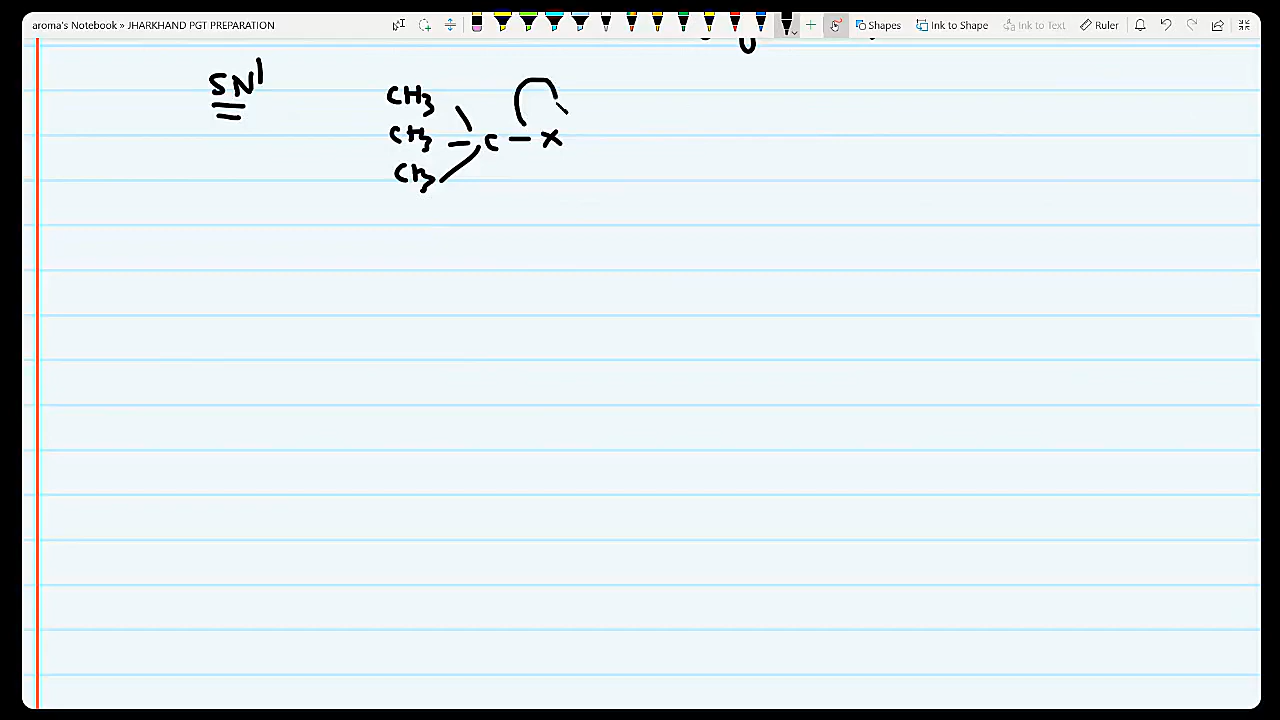 aroma's Notebook » JHARKHAND PGT PREPARATION
Shapes
Ink to Shape
Ink to Text
Ruler
SN1
CH3
CH3 - C - X
CH3